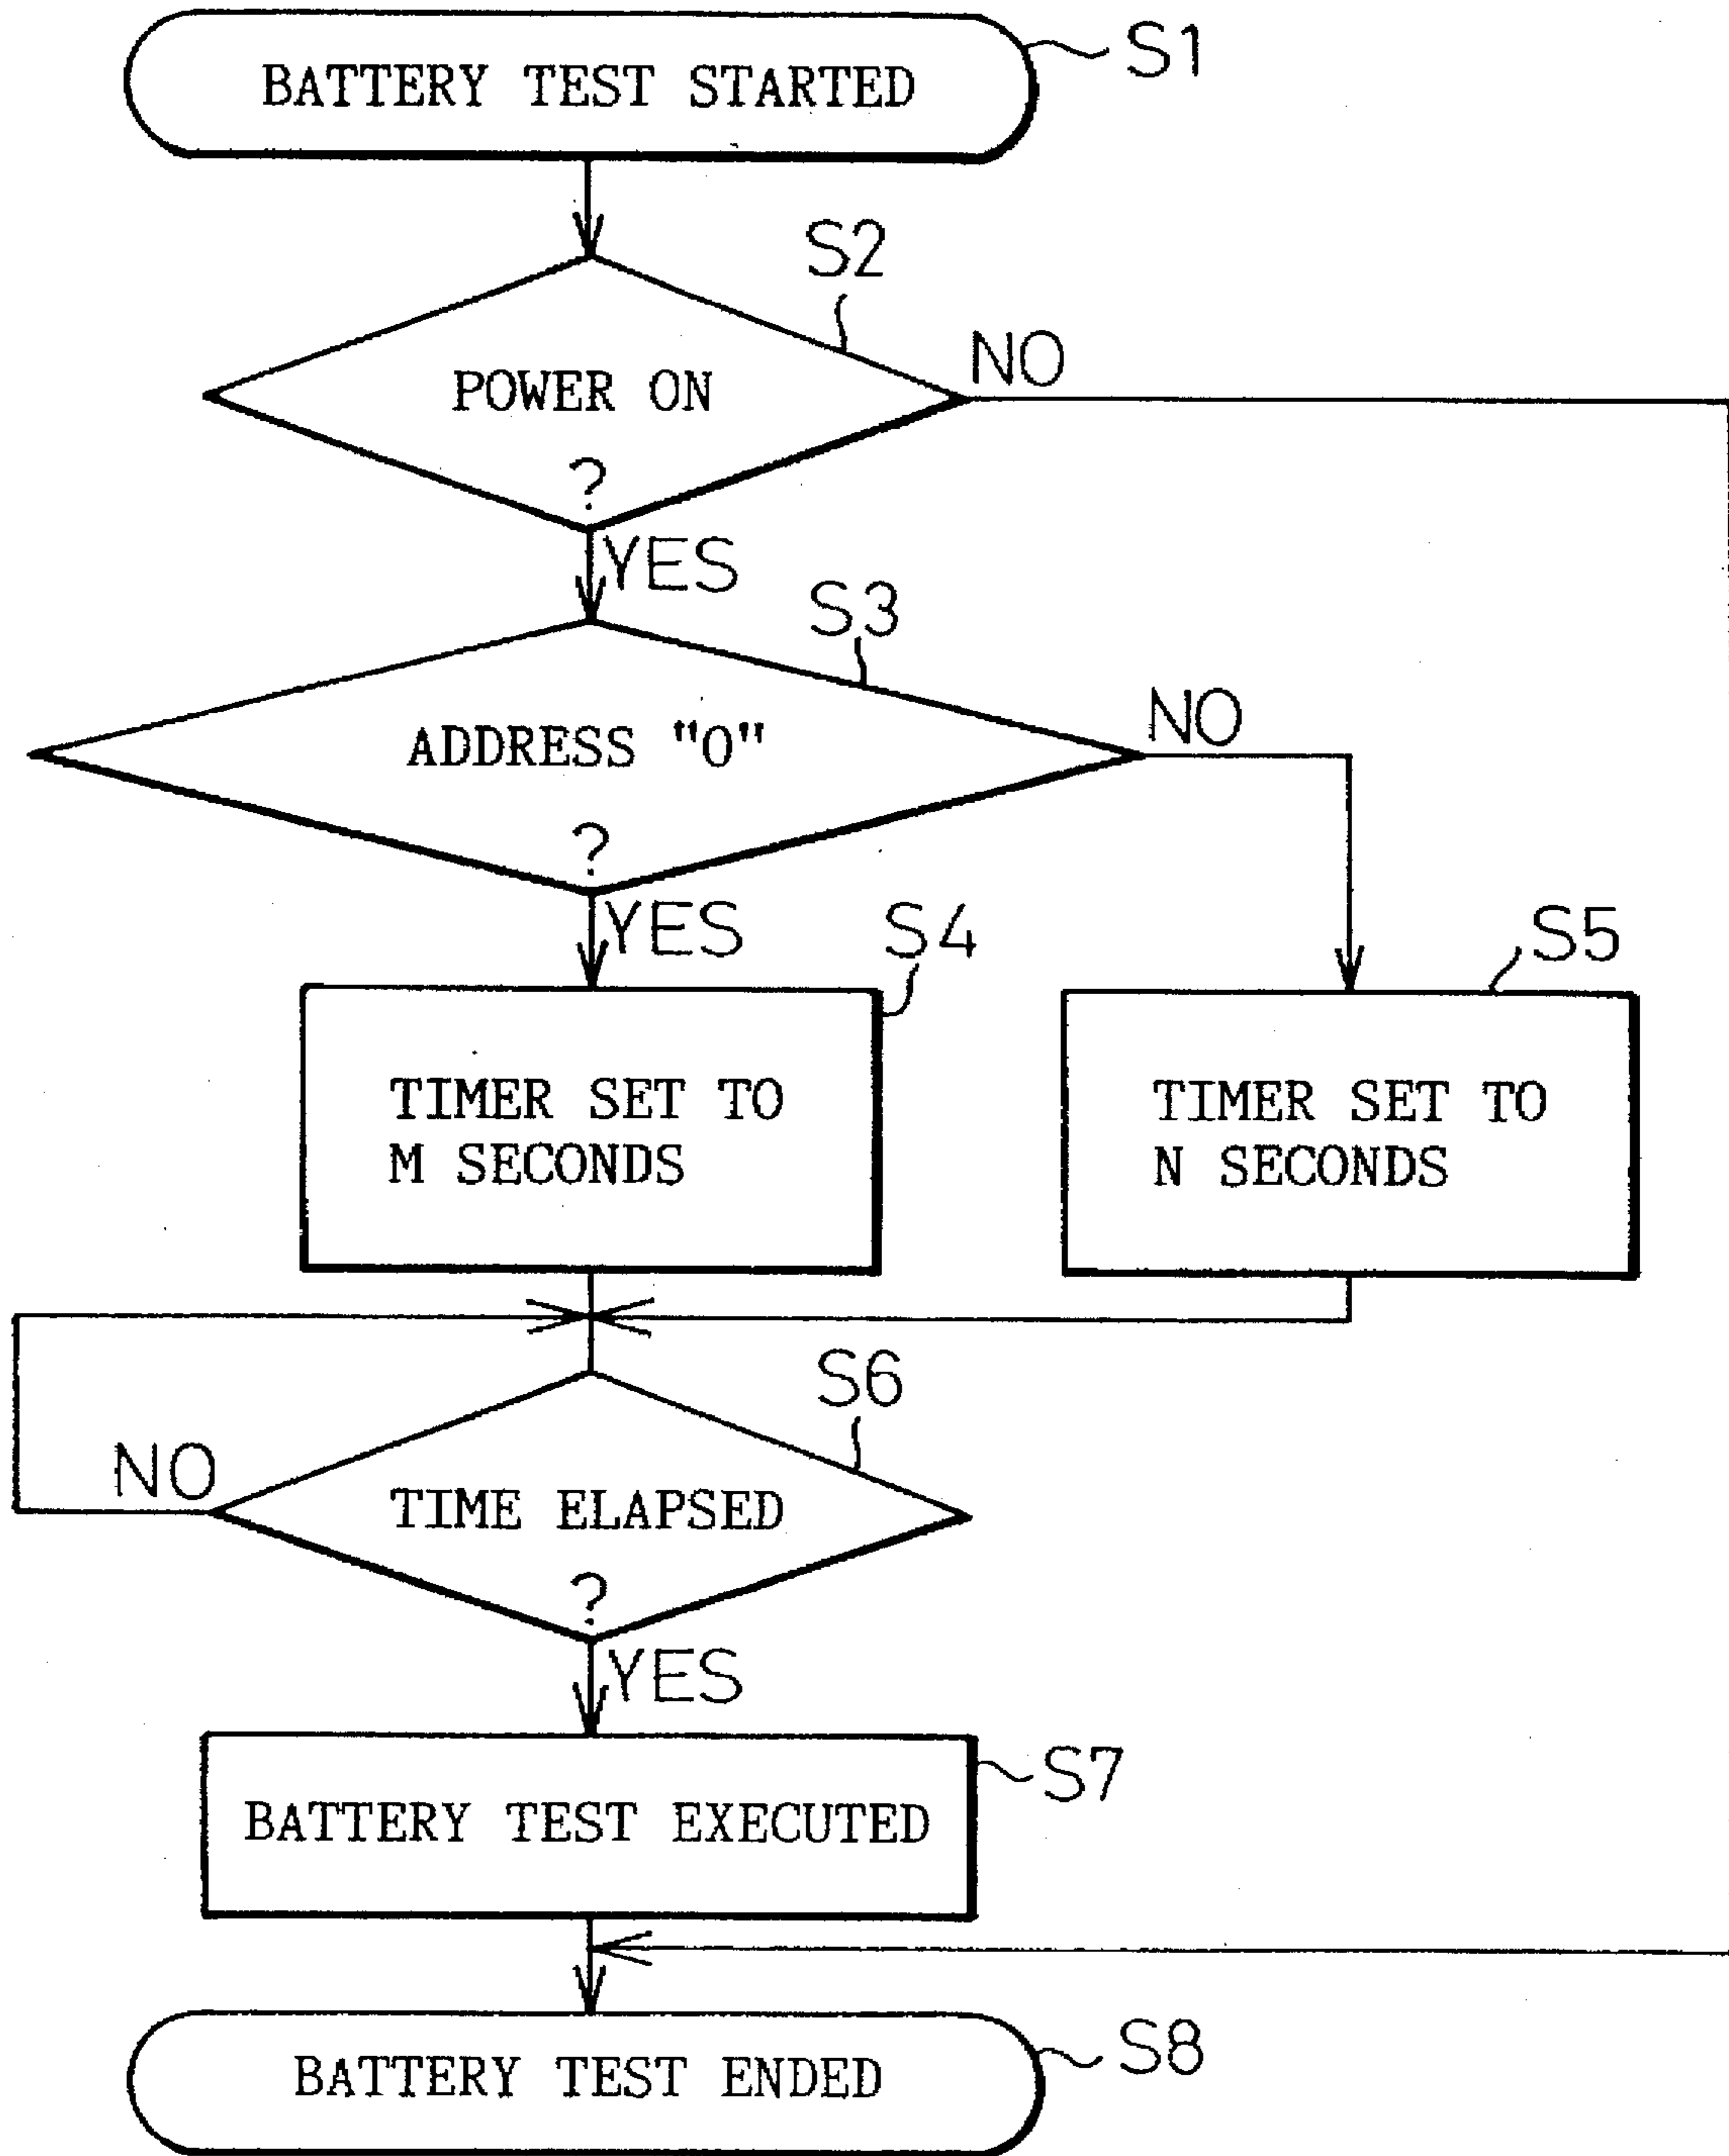 BATTERY TEST STARTED
S1
S2
POWER ON
?
NO
YES
S3
ADDRESS "0"
?
NO
YES
S4
S5
TIMER SET TO
M SECONDS
TIMER SET TO
N SECONDS
S6
NO
TIME ELAPSED
?
YES
S7
BATTERY TEST EXECUTED
BATTERY TEST ENDED
S8